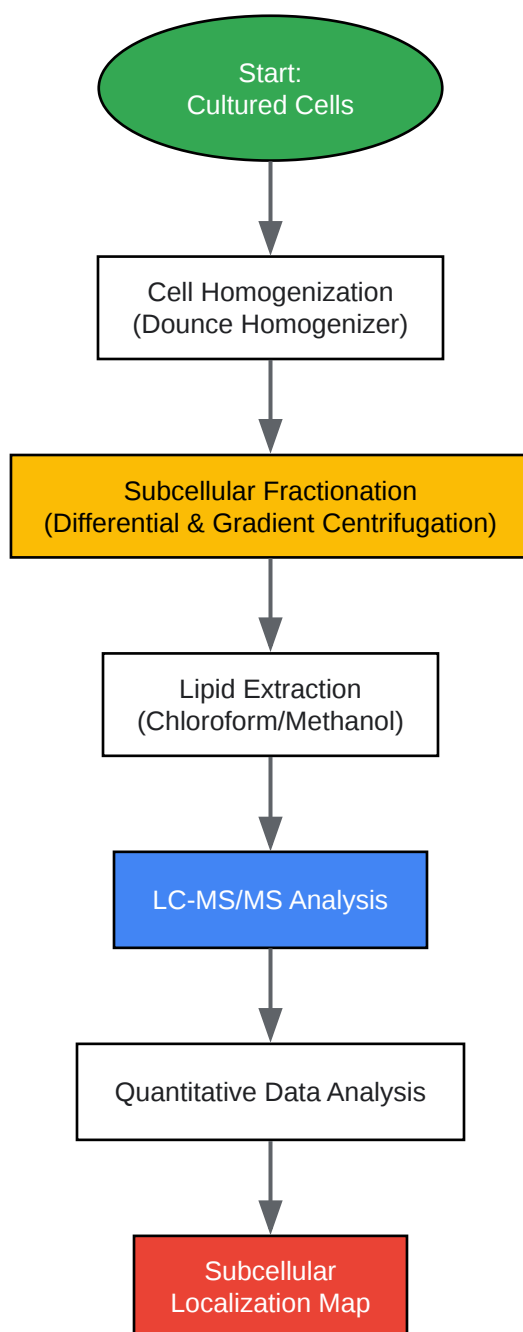 Start:
Cultured Cells
Cell Homogenization
(Dounce Homogenizer)
Subcellular Fractionation
(Differential & Gradient Centrifugation)
Lipid Extraction
(Chloroform/Methanol)
LC-MS/MS Analysis
Quantitative Data Analysis
Subcellular
Localization Map